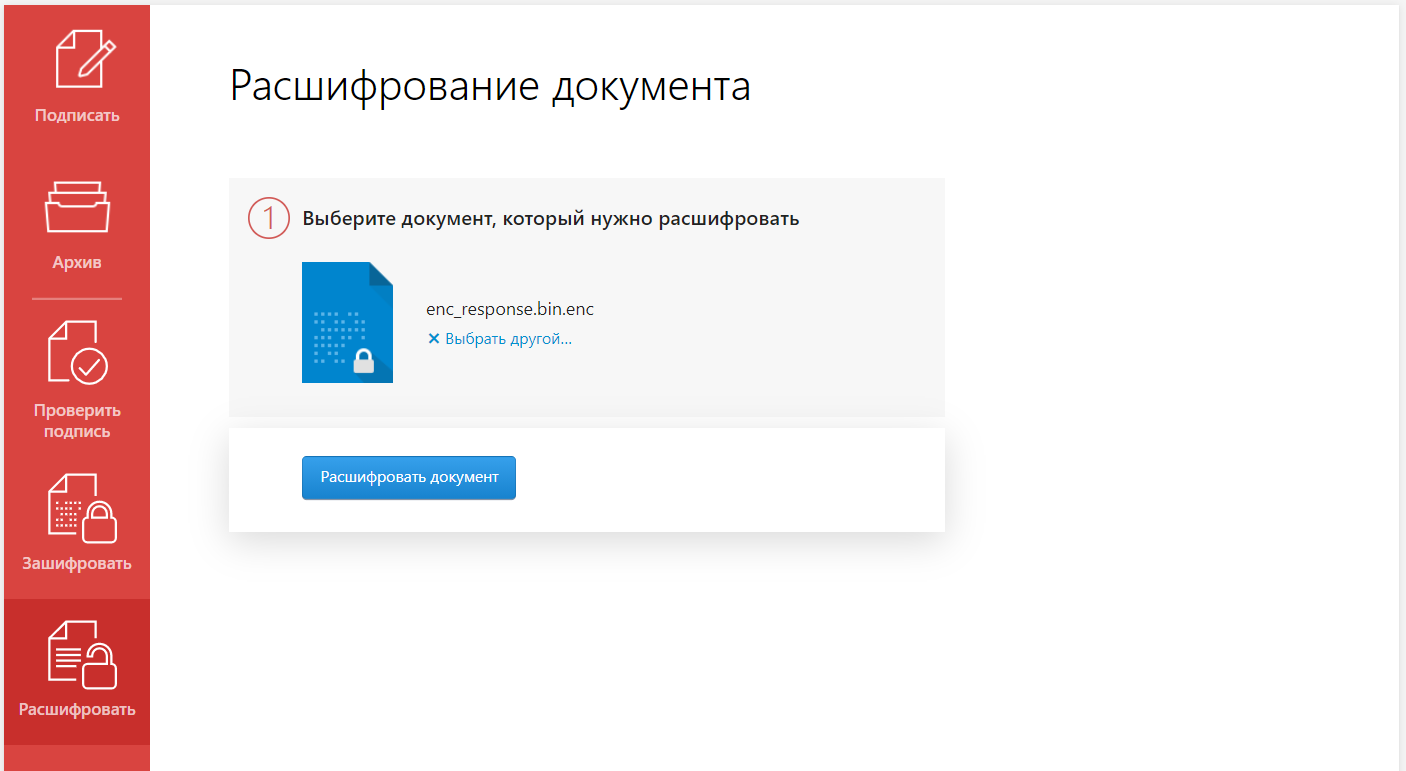 Подписать
Архив
Проверить
подпись
Зашифровать
Расшифровать
Расшифрование документа
1 Выберите документ, который нужно расшифровать
enc_response.bin.enc
× Выбрать другой...
Расшифровать документ